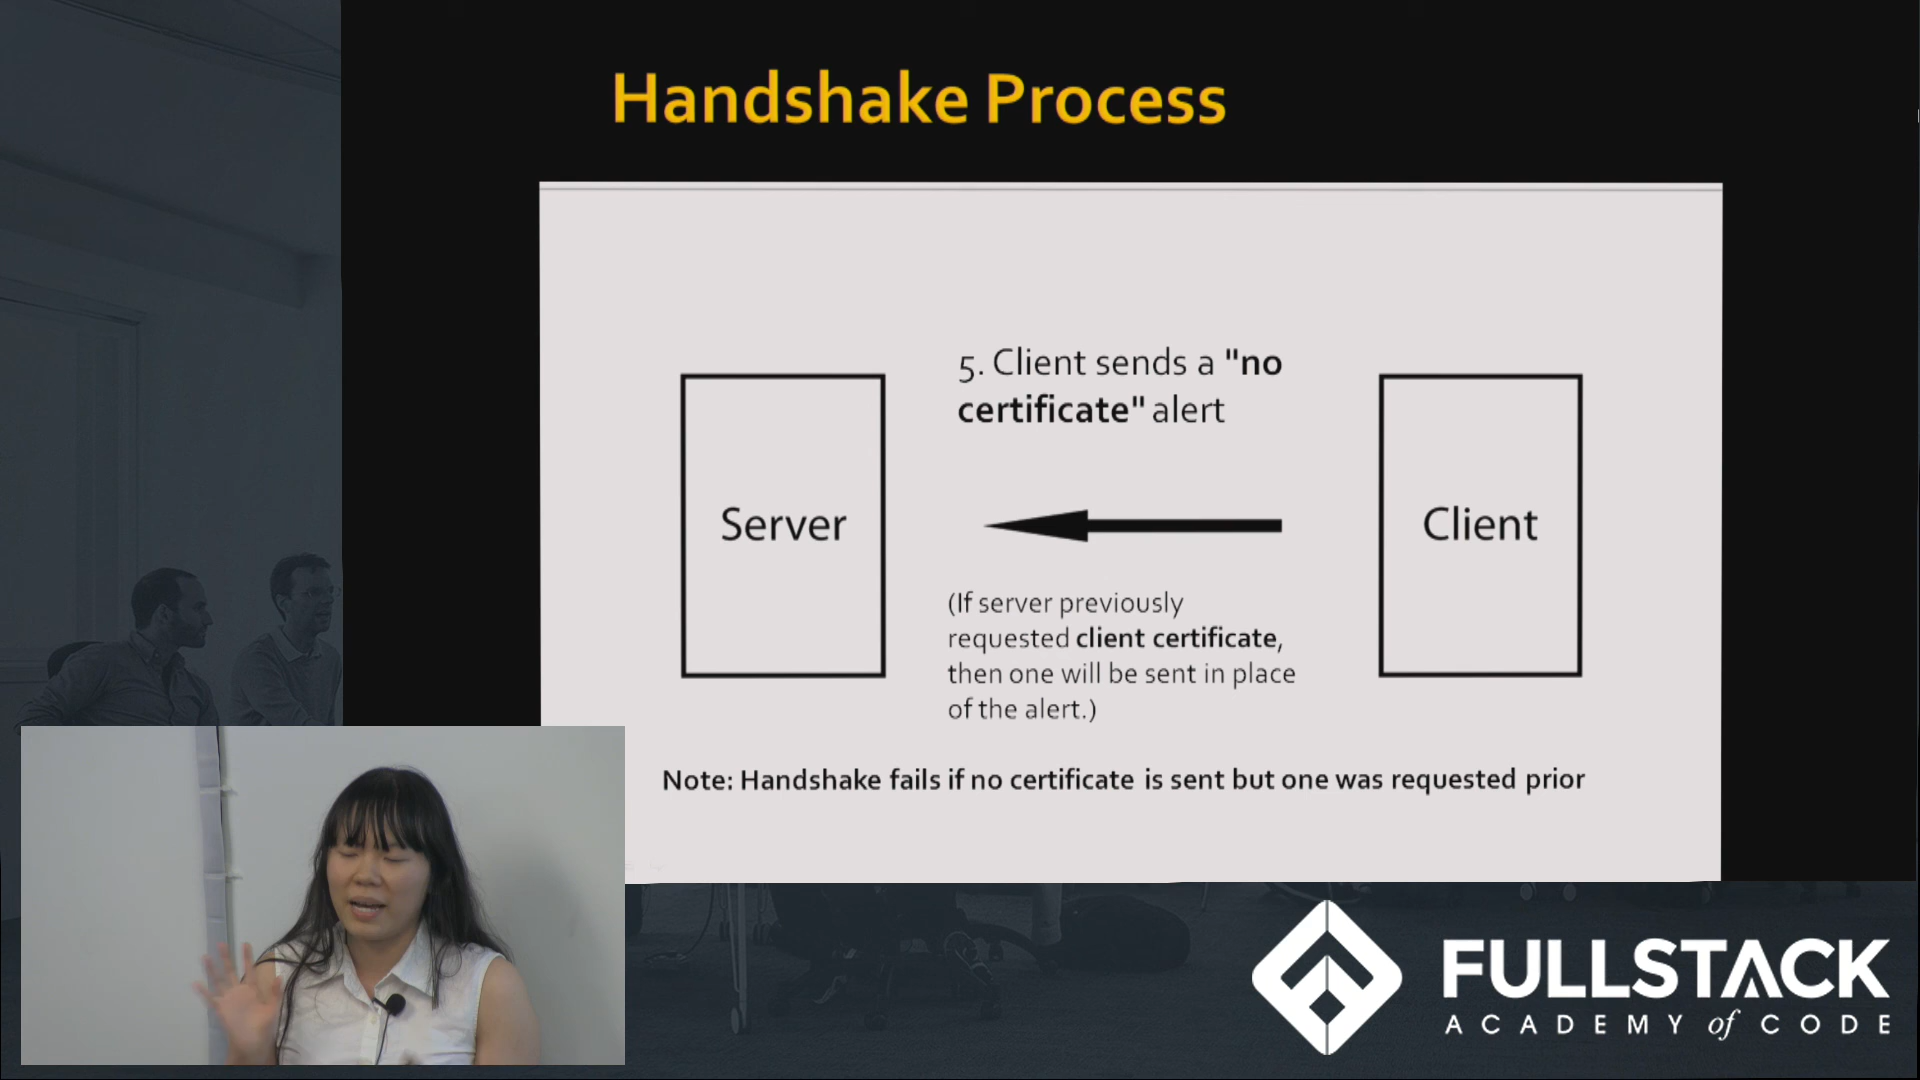 Handshake Process
5. Client sends a "no
certificate" alert
Server
Client
(If server previously
requested client certificate,
then one will be sent in place
of the alert.)
Note: Handshake fails if no certificate is sent but one was requested prior
FULLSTACK
ACADEMY of CODE